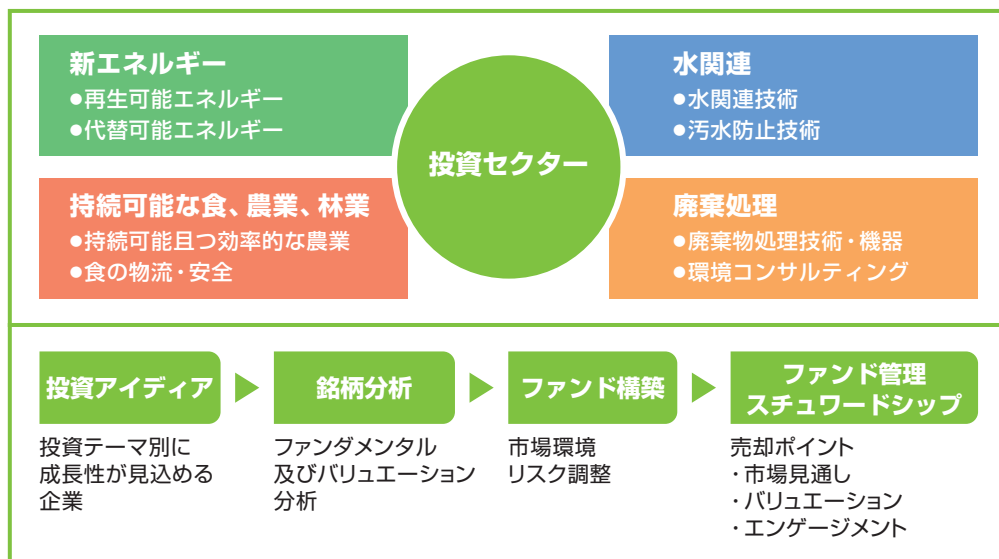 新エネルギー
●再生可能エネルギー
●代替可能エネルギー
水関連
●水関連技術
●汚水防止技術
投資セクター
持続可能な食、農業、林業
●持続可能且つ効率的な農業
●食の物流・安全
廃棄処理
●廃棄物処理技術・機器
●環境コンサルティング
投資アイディア
投資テーマ別に
成長性が見込める
企業
銘柄分析
ファンダメンタル
及びバリュエーション
分析
ファンド構築
市場環境
リスク調整
ファンド管理
スチュワードシップ
売却ポイント
・市場見通し
・バリュエーション
・エンゲージメント